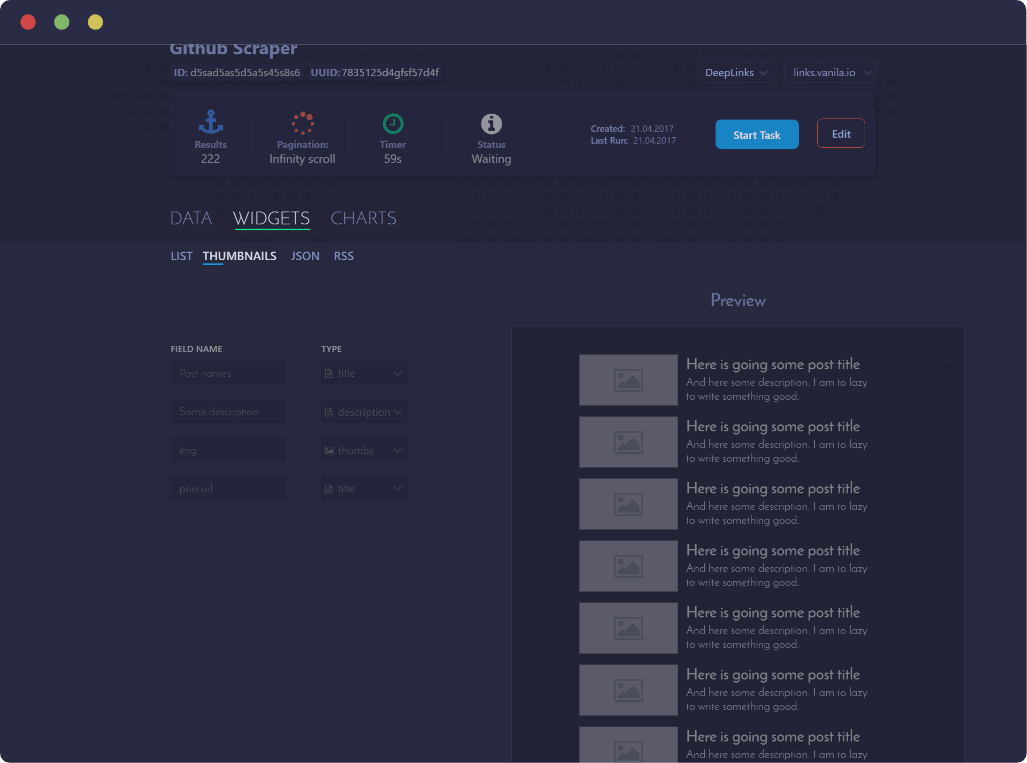 Github Scraper
ID: d5sad5as5d5a5s45s8s6 UUID: 7835125d4gfsf57d4f
DeepLinks links.vanila.io
Results
222
Pagination:
Infinity scroll
Timer
59s
Status
Waiting
Created: 21.04.2017
Last Run: 21.04.2017
Start Task
Edit
DATA WIDGETS CHARTS
LIST THUMBNAILS JSON RSS
Preview
FIELD NAME TYPE
Post names title
Some description description
img thumbs
post url title
Here is going some post title
And here some description. I am to lazy
to write something good.
Here is going some post title
And here some description. I am to lazy
to write something good.
Here is going some post title
And here some description. I am to lazy
to write something good.
Here is going some post title
And here some description. I am to lazy
to write something good.
Here is going some post title
And here some description. I am to lazy
to write something good.
Here is going some post title
And here some description. I am to lazy
to write something good.
Here is going some post title
And here some description. I am to lazy